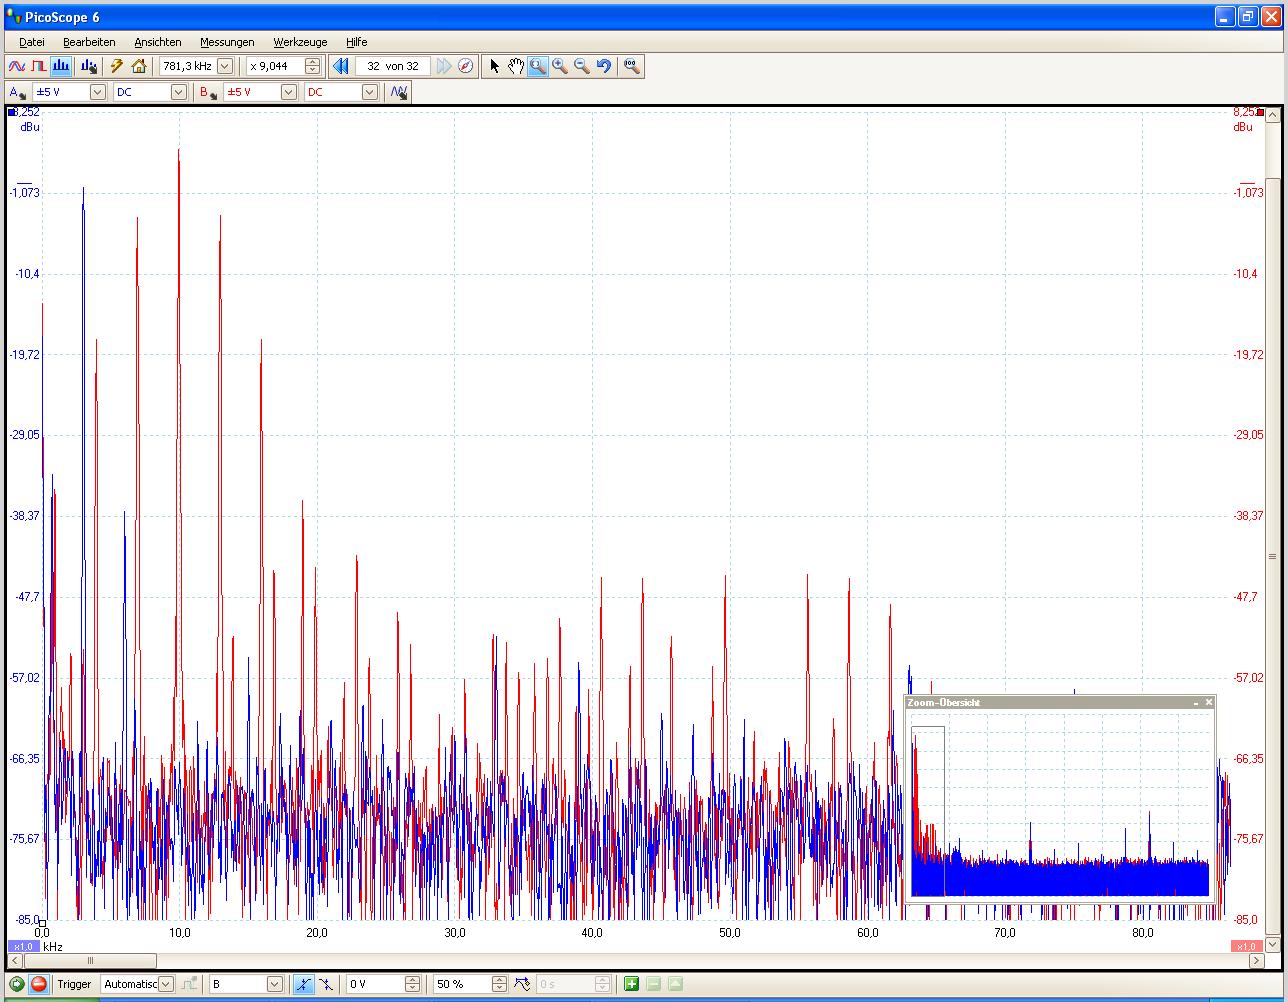 PicoScope 6
Datei Bearbeiten Ansichten Messungen Werkzeuge Hilfe
781,3 kHz x 9,044 32 von 32
A ±5 V DC B ±5 V DC
8,252 8,252
dBu dBu
-1,073 -1,073
-10,4 -10,4
-19,72 -19,72
-29,05 -29,05
-38,37 -38,37
-47,7 -47,7
-57,02 -57,02
Zoom-Übersicht
-66,35 -66,35
-75,67 -75,67
-85,0 -85,0
0,0 10,0 20,0 30,0 40,0 50,0 60,0 70,0 80,0
x1,0 kHz x1,0
Trigger Automatisc B 0 V 50 % 0 s